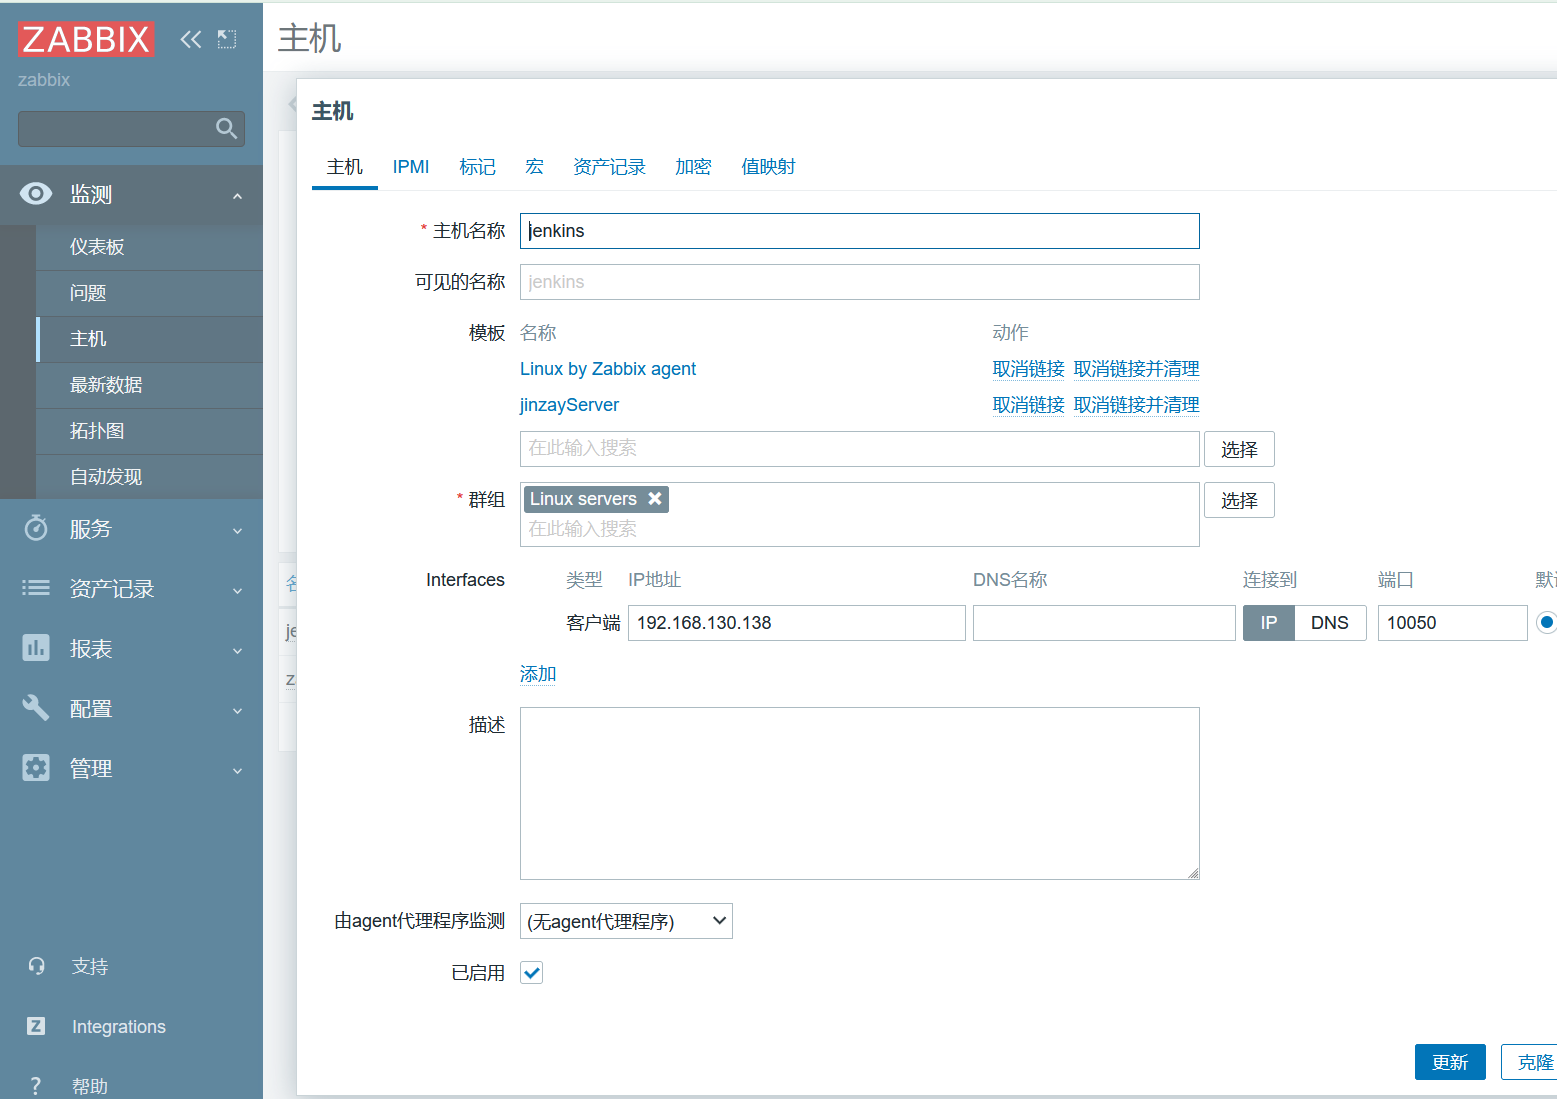 ZABBIX
zabbix
监测
仪表板
问题
主机
最新数据
拓扑图
自动发现
服务
资产记录
报表
配置
管理
支持
Integrations
帮助
主机
主机
主机 IPMI 标记 宏 资产记录 加密 值映射
* 主机名称 jenkins
可见的名称 jenkins
模板 名称 动作
Linux by Zabbix agent 取消链接 取消链接并清理
jinzayServer 取消链接 取消链接并清理
在此输入搜索 选择
* 群组 Linux servers 选择
在此输入搜索
Interfaces 类型 IP地址 DNS名称 连接到 端口
客户端 192.168.130.138 IP DNS 10050
添加
描述
由agent代理程序监测 (无agent代理程序)
已启用
更新 克隆